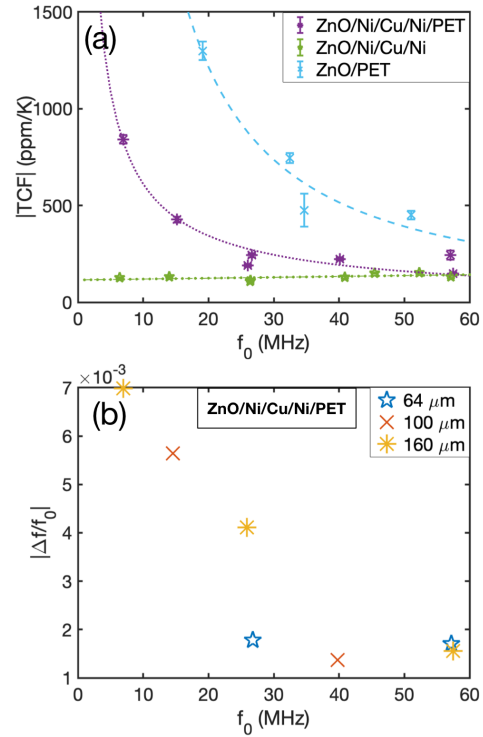 1500
1000
500
0
|TCF| (ppm/K)
(a)
ZnO/Ni/Cu/Ni/PET
ZnO/Ni/Cu/Ni
ZnO/PET
0 10 20 30 40 50 60
f₀ (MHz)
×10⁻³
7
6
5
4
3
2
1
|Δf/f₀|
(b)
ZnO/Ni/Cu/Ni/PET
64 μm
100 μm
160 μm
0 10 20 30 40 50 60
f₀ (MHz)